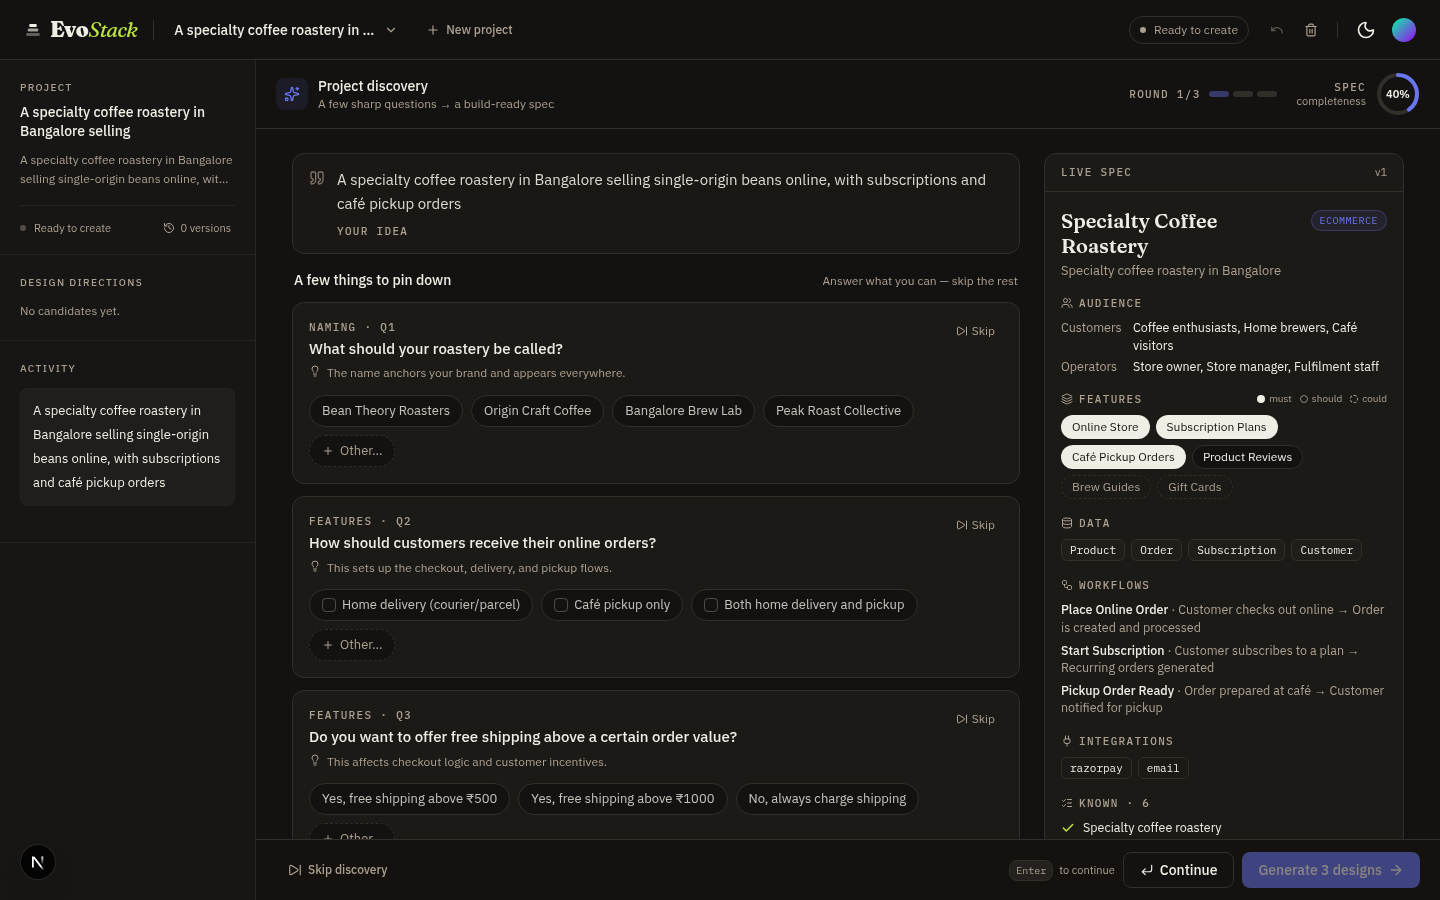 EvoStack
A specialty coffee roastery in ...
New project
Ready to create
PROJECT
A specialty coffee roastery in
Bangalore selling
A specialty coffee roastery in Bangalore
selling single-origin beans online, wit...
Ready to create
0 versions
DESIGN DIRECTIONS
No candidates yet.
ACTIVITY
A specialty coffee roastery in
Bangalore selling single-origin
beans online, with subscriptions
and café pickup orders
N
Project discovery
A few sharp questions → a build-ready spec
ROUND 1/3
SPEC
completeness
40%
A specialty coffee roastery in Bangalore selling single-origin beans online, with subscriptions and
café pickup orders
YOUR IDEA
A few things to pin down
Answer what you can — skip the rest
NAMING · Q1
Skip
What should your roastery be called?
The name anchors your brand and appears everywhere.
Bean Theory Roasters
Origin Craft Coffee
Bangalore Brew Lab
Peak Roast Collective
+ Other...
FEATURES · Q2
Skip
How should customers receive their online orders?
This sets up the checkout, delivery, and pickup flows.
Home delivery (courier/parcel)
Café pickup only
Both home delivery and pickup
+ Other...
FEATURES · Q3
Skip
Do you want to offer free shipping above a certain order value?
This affects checkout logic and customer incentives.
Yes, free shipping above ₹500
Yes, free shipping above ₹1000
No, always charge shipping
+ Other...
LIVE SPEC
v1
Specialty Coffee
Roastery
ECOMMERCE
Specialty coffee roastery in Bangalore
AUDIENCE
Customers Coffee enthusiasts, Home brewers, Café
visitors
Operators Store owner, Store manager, Fulfilment staff
FEATURES
must should could
Online Store
Subscription Plans
Café Pickup Orders
Product Reviews
Brew Guides
Gift Cards
DATA
Product
Order
Subscription
Customer
WORKFLOWS
Place Online Order · Customer checks out online → Order
is created and processed
Start Subscription · Customer subscribes to a plan →
Recurring orders generated
Pickup Order Ready · Order prepared at café → Customer
notified for pickup
INTEGRATIONS
razorpay
email
KNOWN · 6
Specialty coffee roastery
Skip discovery
Enter to continue
Continue
Generate 3 designs →